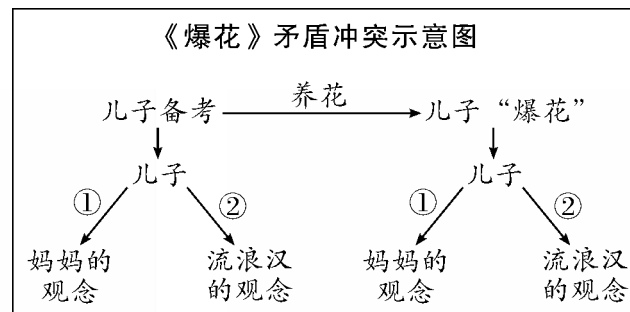 《爆花》矛盾冲突示意图
儿子备考 养花 儿子“爆花”
儿子 儿子
① ② ① ②
妈妈的 流浪汉 妈妈的 流浪汉
观念 的观念 观念 的观念